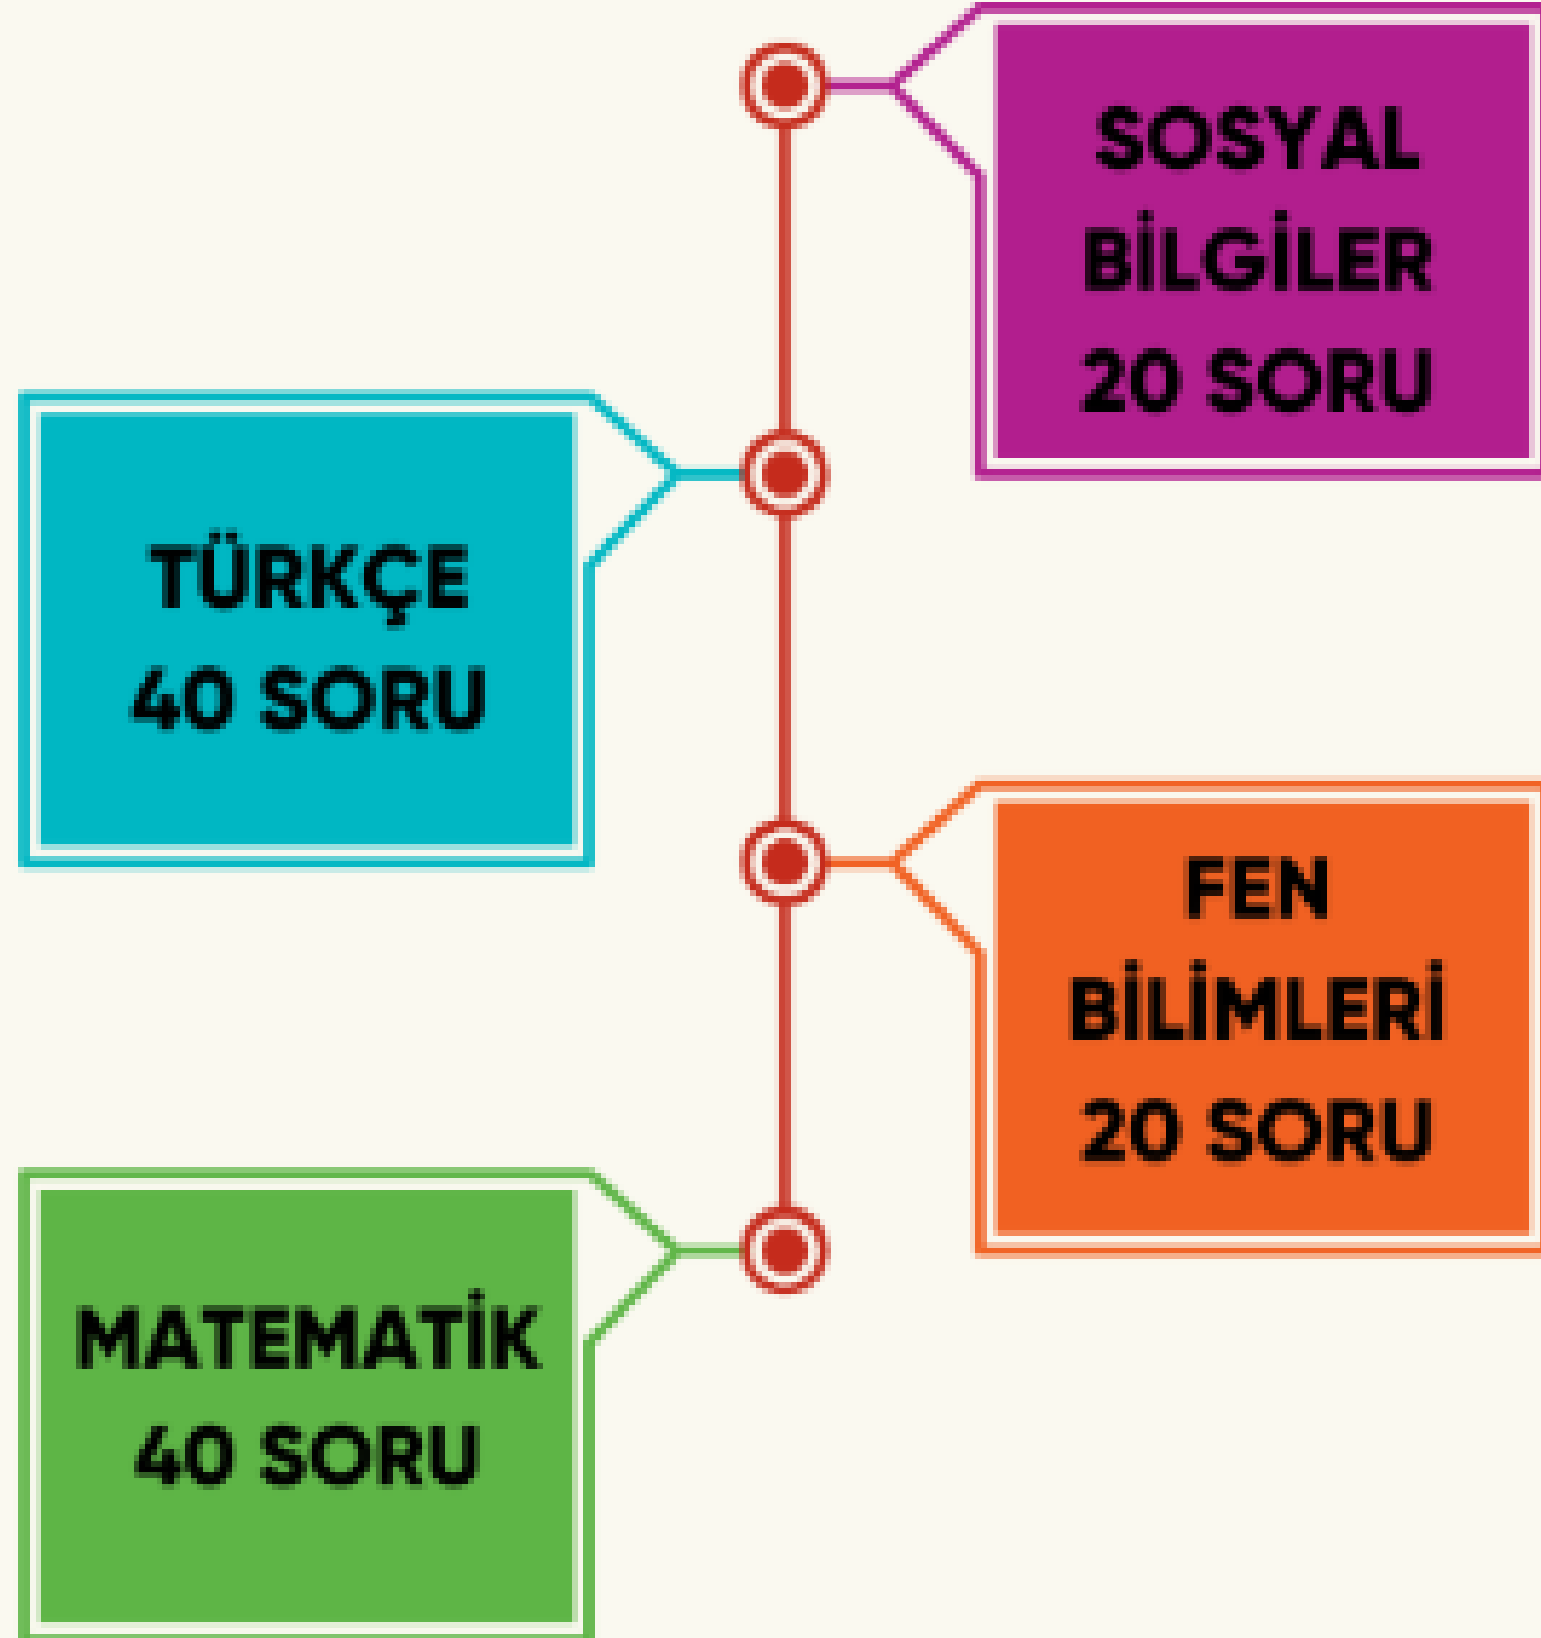 SOSYAL
BİLGİLER
20 SORU
TÜRKÇE
40 SORU
FEN
BİLİMLERİ
20 SORU
MATEMATİK
40 SORU